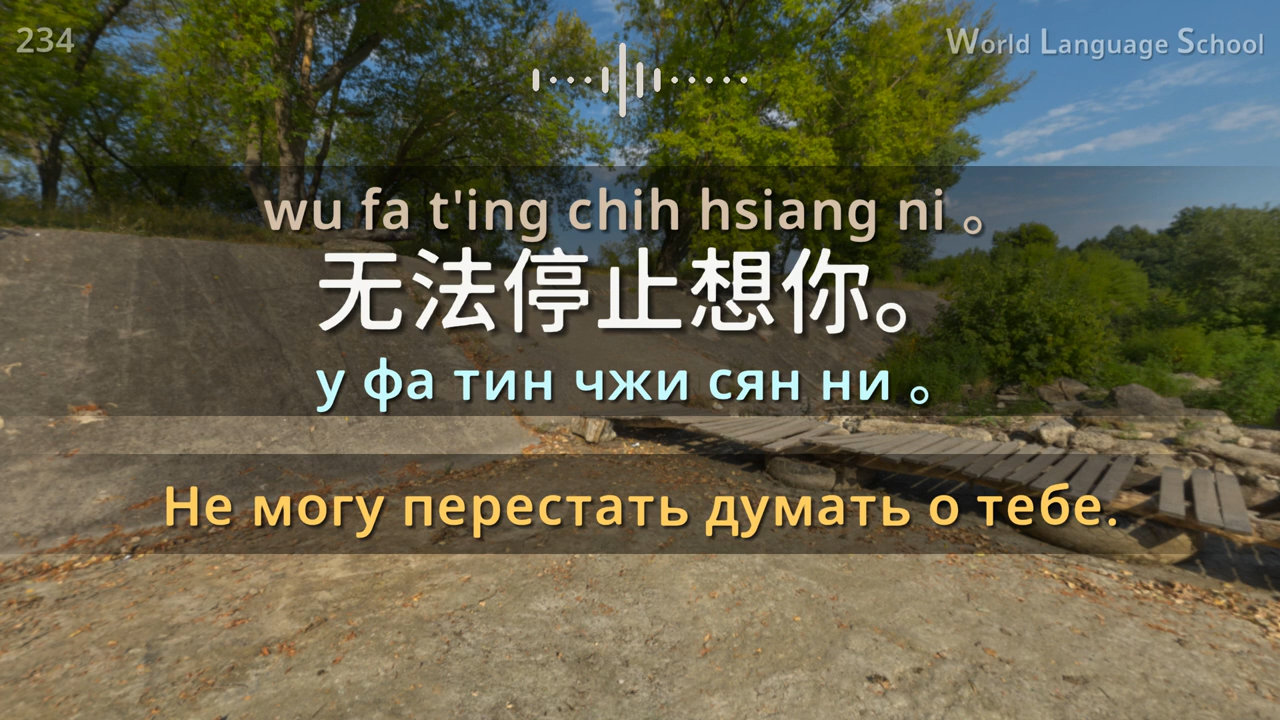 234
World Language School
wu fa t'ing chih hsiang ni 。
无法停止想你。
у фа тин чжи сян ни 。
Не могу перестать думать о тебе.